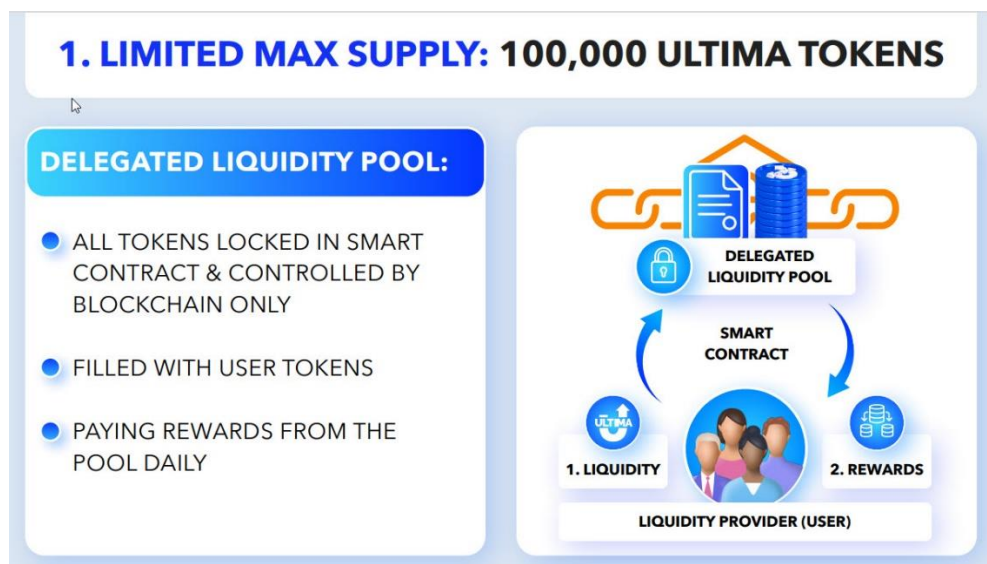 1. LIMITED MAX SUPPLY: 100,000 ULTIMA TOKENS
DELEGATED LIQUIDITY POOL:
ALL TOKENS LOCKED IN SMART
CONTRACT & CONTROLLED BY
BLOCKCHAIN ONLY
FILLED WITH USER TOKENS
PAYING REWARDS FROM THE
POOL DAILY
DELEGATED
LIQUIDITY POOL
SMART
CONTRACT
ULTIMA
1. LIQUIDITY
2. REWARDS
LIQUIDITY PROVIDER (USER)